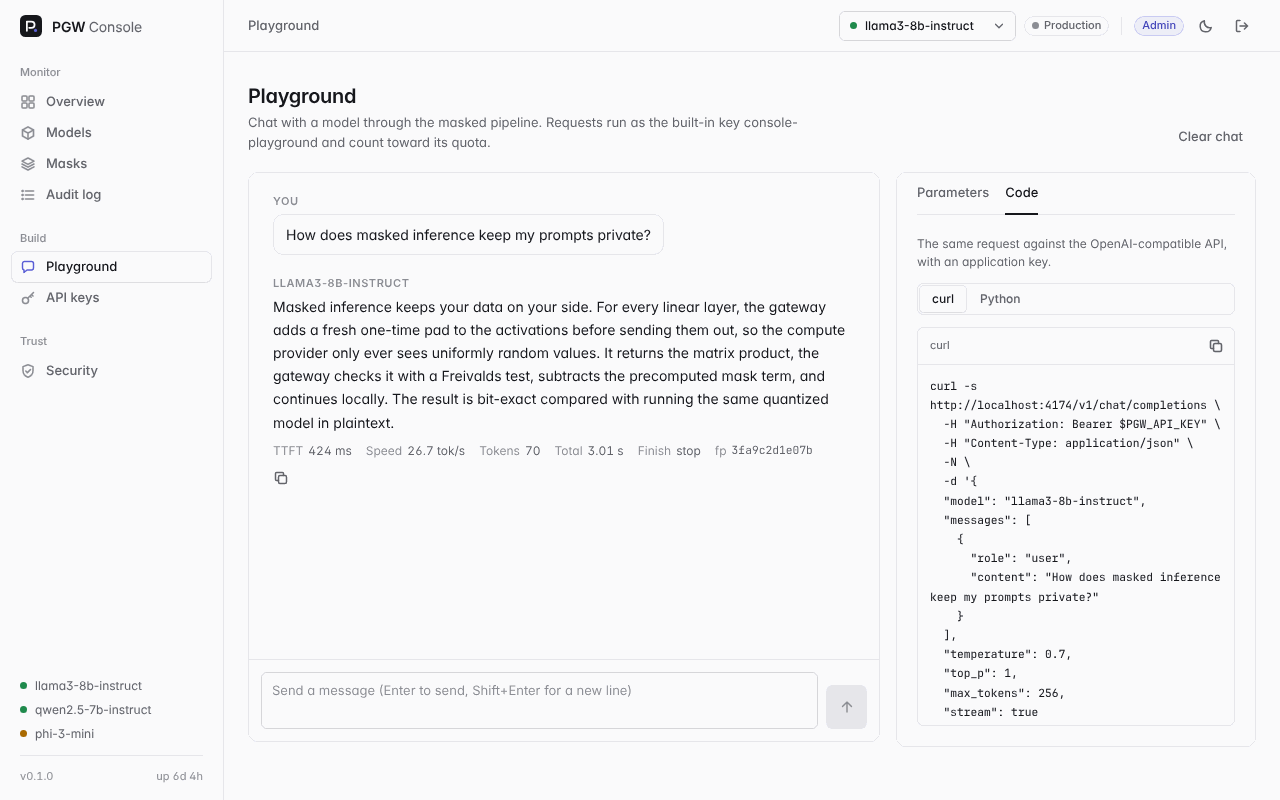 PGW Console
Monitor
Overview
Models
Masks
Audit log
Build
Playground
API keys
Trust
Security
llama3-8b-instruct
qwen2.5-7b-instruct
phi-3-mini
v0.1.0
up 6d 4h
Playground
llama3-8b-instruct
Production
Admin
Playground
Chat with a model through the masked pipeline. Requests run as the built-in key console-
playground and count toward its quota.
Clear chat
YOU
How does masked inference keep my prompts private?
LLAMA3-8B-INSTRUCT
Masked inference keeps your data on your side. For every linear layer, the gateway
adds a fresh one-time pad to the activations before sending them out, so the compute
provider only ever sees uniformly random values. It returns the matrix product, the
gateway checks it with a Freivalds test, subtracts the precomputed mask term, and
continues locally. The result is bit-exact compared with running the same quantized
model in plaintext.
TTFT 424 ms Speed 26.7 tok/s Tokens 70 Total 3.01 s Finish stop fp 3fa9c2d1e07b
Send a message (Enter to send, Shift+Enter for a new line)
Parameters
Code
The same request against the OpenAI-compatible API,
with an application key.
curl
Python
curl
curl -s
http://localhost:4174/v1/chat/completions \
-H "Authorization: Bearer $PGW_API_KEY" \
-H "Content-Type: application/json" \
-N \
-d '{
"model": "llama3-8b-instruct",
"messages": [
{
"role": "user",
"content": "How does masked inference
keep my prompts private?"
}
],
"temperature": 0.7,
"top_p": 1,
"max_tokens": 256,
"stream": true